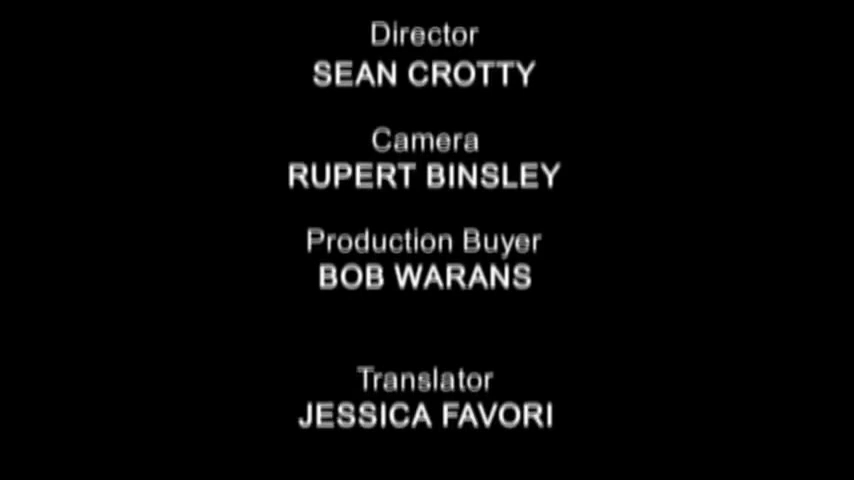 Director
SEAN CROTTY
Camera
RUPERT BINSLEY
Production Buyer
BOB WARANS
Translator
JESSICA FAVORI